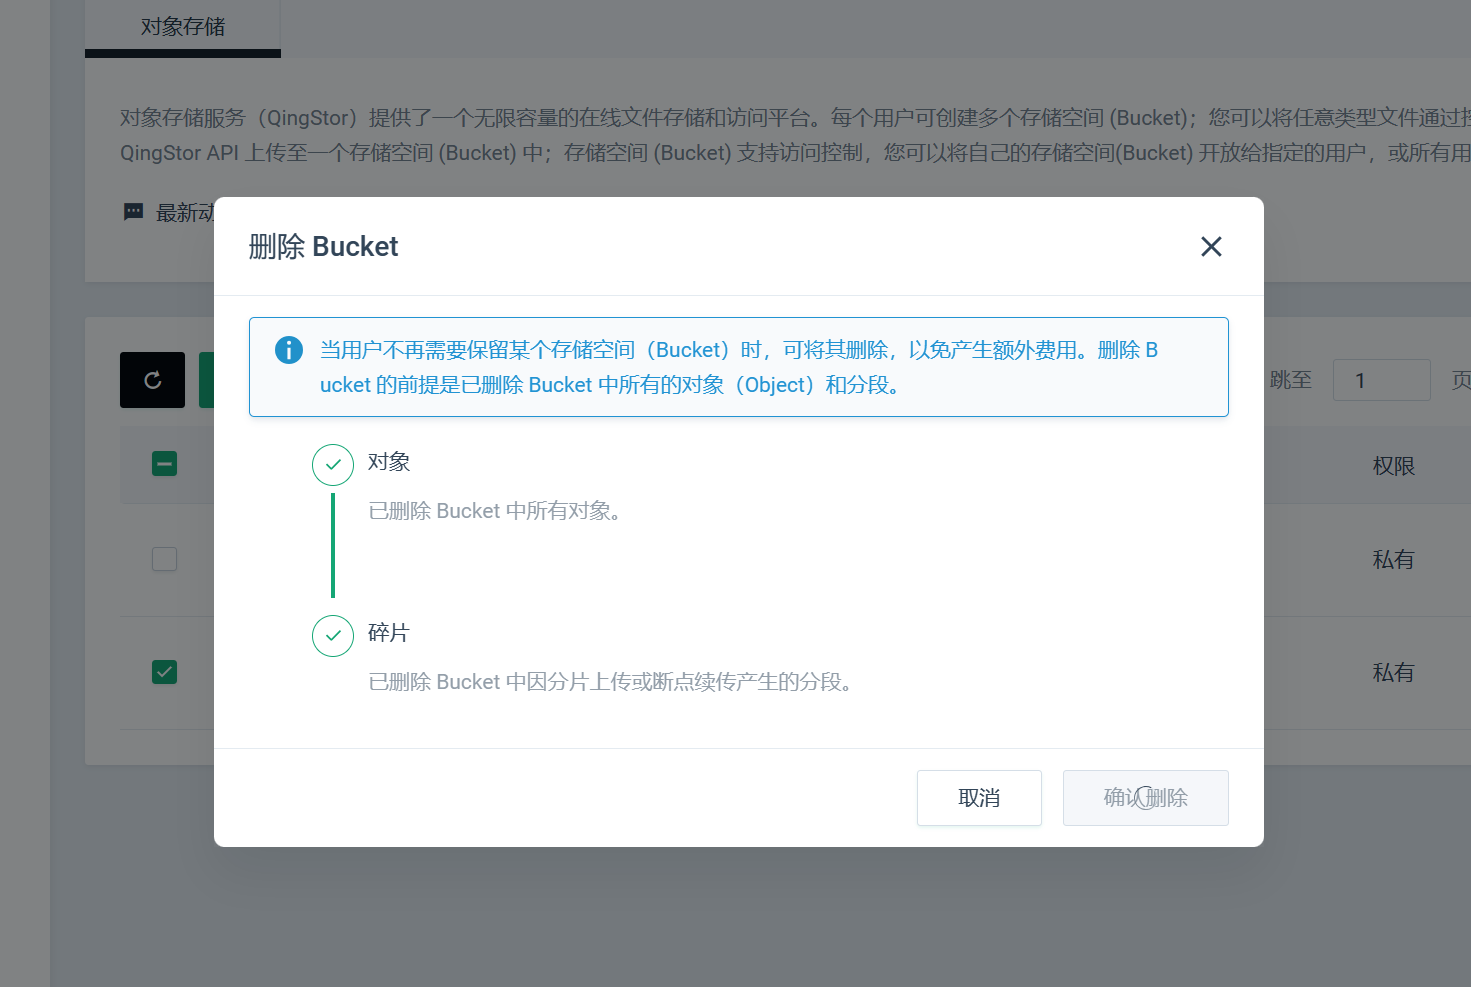 对象存储
对象存储服务（QingStor）提供了一个无限容量的在线文件存储和访问平台。每个用户可创建多个存储空间 (Bucket)；您可以将任意类型文件通过
QingStor API 上传至一个存储空间 (Bucket) 中；存储空间 (Bucket) 支持访问控制，您可以将自己的存储空间(Bucket) 开放给指定的用户，或所有用
最新动
删除 Bucket
当用户不再需要保留某个存储空间（Bucket）时，可将其删除，以免产生额外费用。删除 B
ucket 的前提是已删除 Bucket 中所有的对象（Object）和分段。
跳至 1 页
对象
权限
已删除 Bucket 中所有对象。
私有
碎片
已删除 Bucket 中因分片上传或断点续传产生的分段。
私有
取消 确认删除